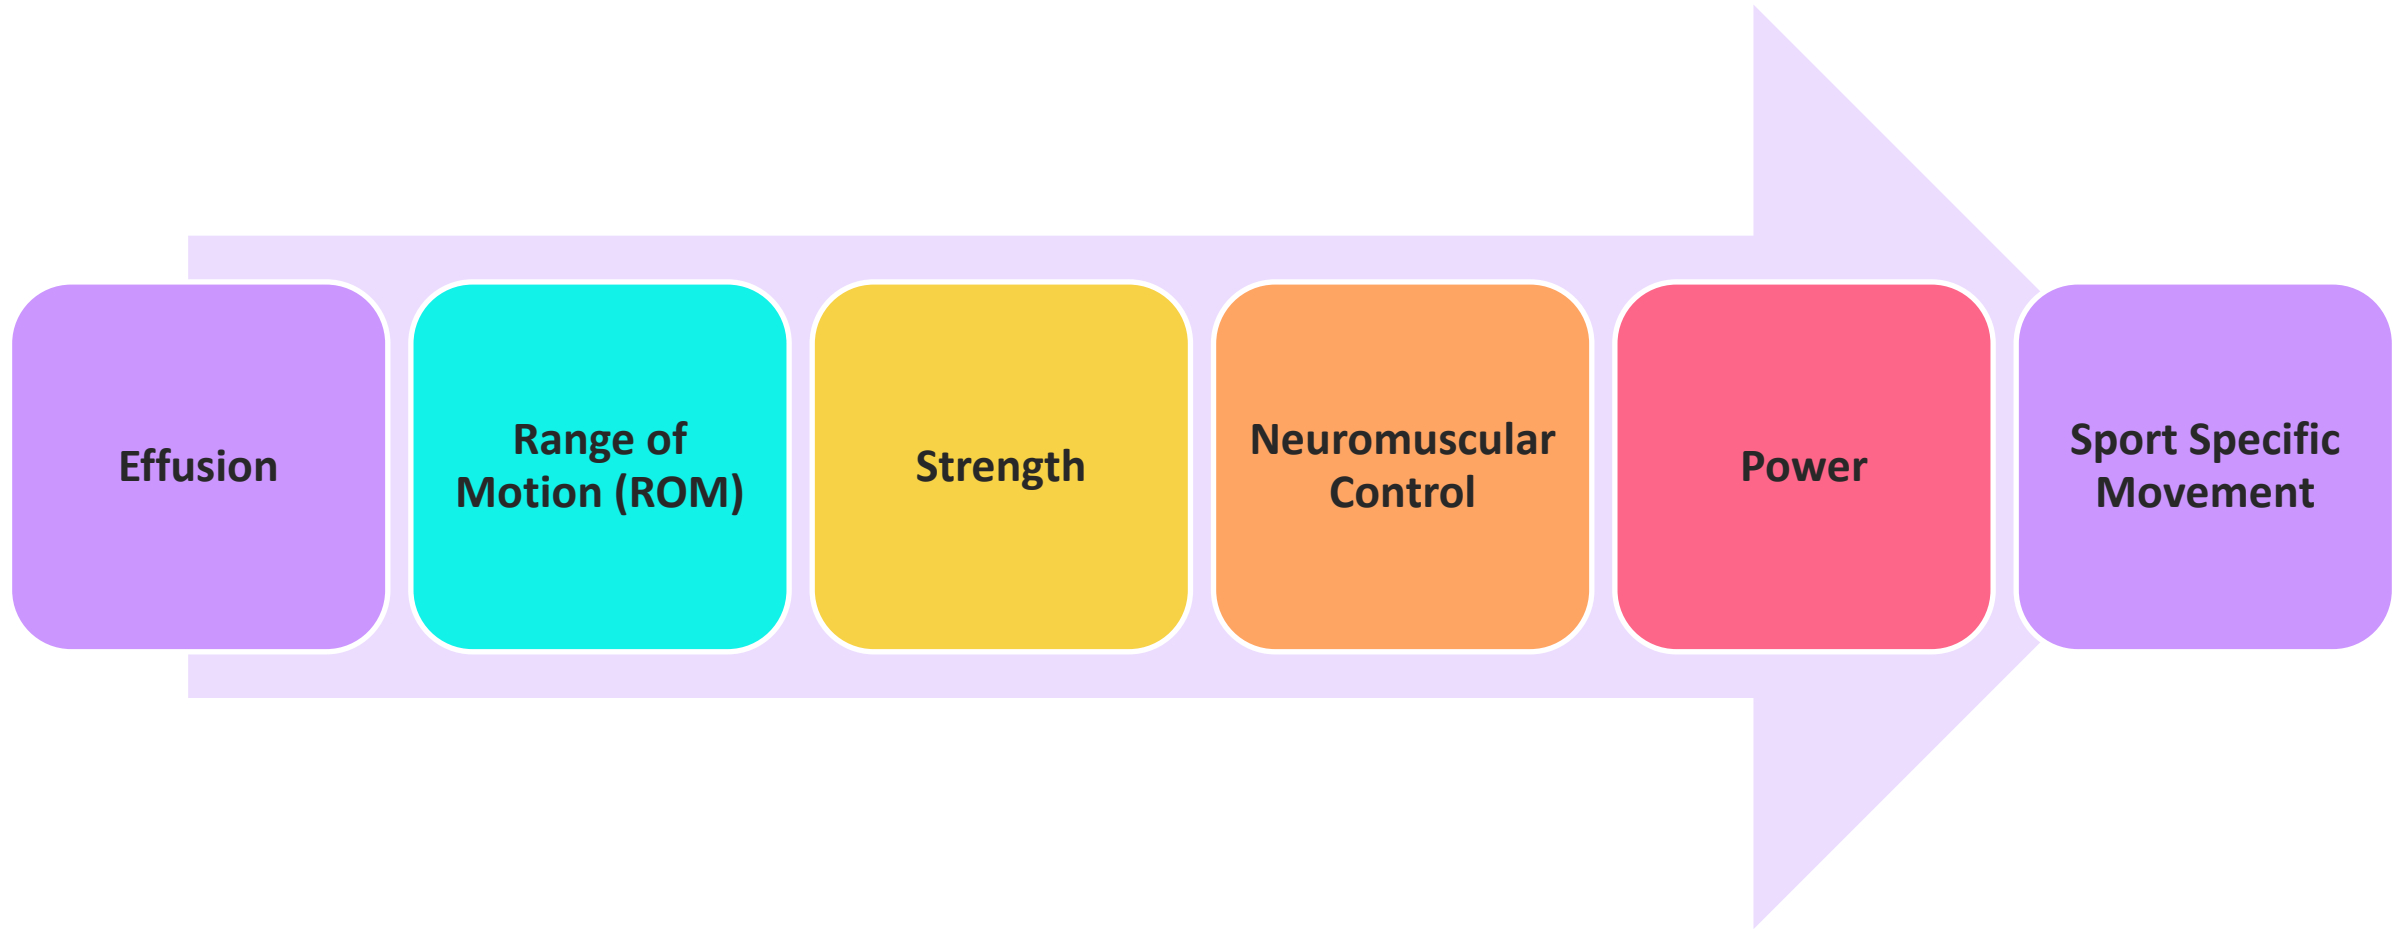 Effusion
Range of
Motion (ROM)
Strength
Neuromuscular
Control
Power
Sport Specific
Movement